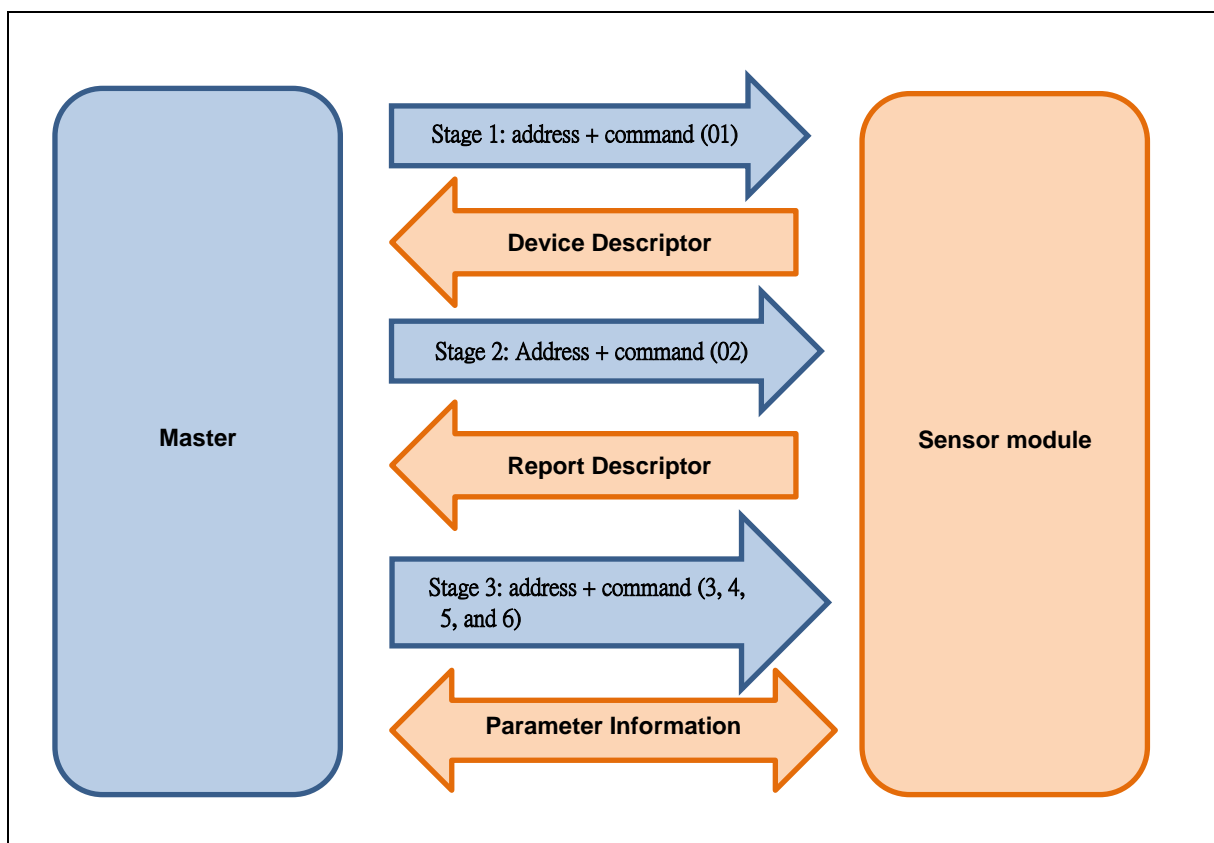 Stage 1: address + command (01)
Device Descriptor
Stage 2: Address + command (02)
Master
Sensor module
Report Descriptor
Stage 3: address + command (3, 4,
5, and 6)
Parameter Information